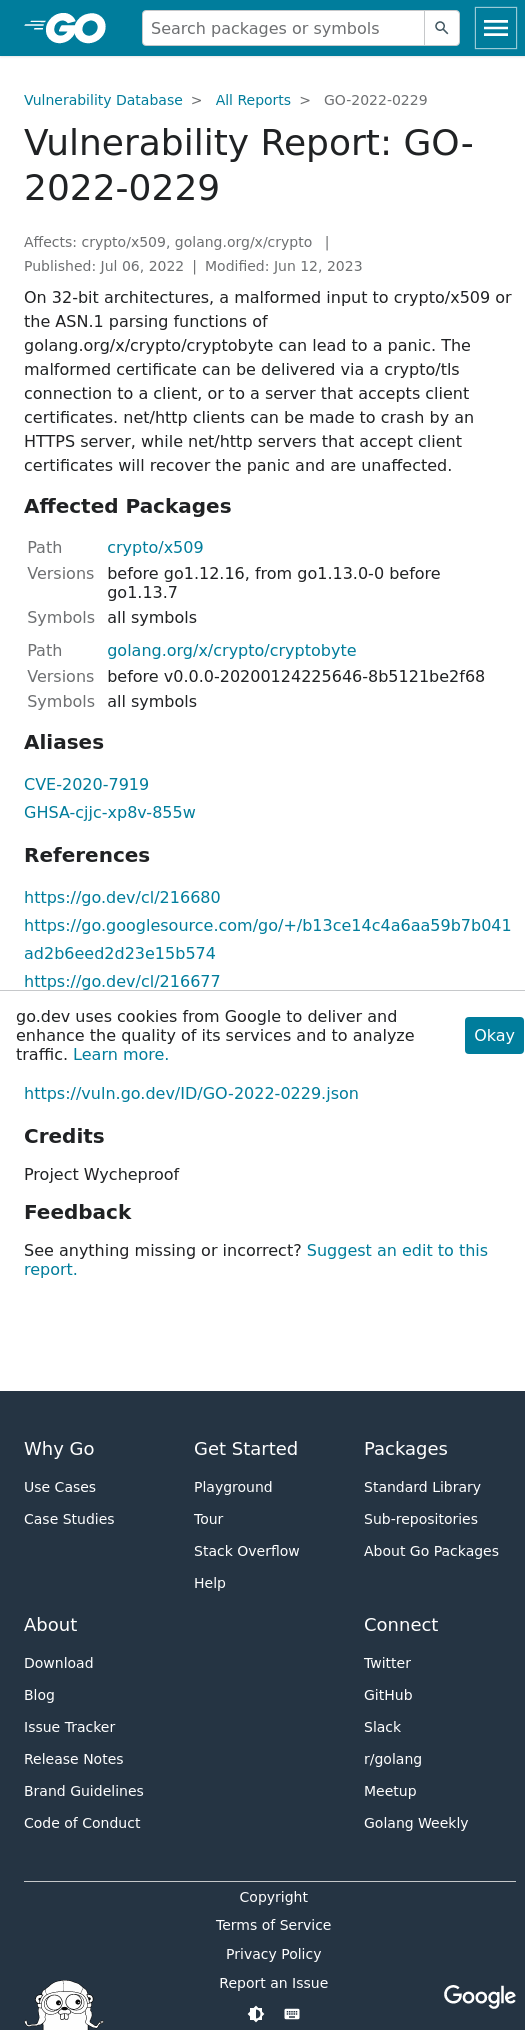 GO
Search packages or symbols
Vulnerability Database > All Reports > GO-2022-0229
Vulnerability Report: GO-
2022-0229
Affects: crypto/x509, golang.org/x/crypto |
Published: Jul 06, 2022 | Modified: Jun 12, 2023
On 32-bit architectures, a malformed input to crypto/x509 or
the ASN.1 parsing functions of
golang.org/x/crypto/cryptobyte can lead to a panic. The
malformed certificate can be delivered via a crypto/tls
connection to a client, or to a server that accepts client
certificates. net/http clients can be made to crash by an
HTTPS server, while net/http servers that accept client
certificates will recover the panic and are unaffected.
Affected Packages
Path crypto/x509
Versions before go1.12.16, from go1.13.0-0 before
go1.13.7
Symbols all symbols
Path golang.org/x/crypto/cryptobyte
Versions before v0.0.0-20200124225646-8b5121be2f68
Symbols all symbols
Aliases
CVE-2020-7919
GHSA-cjjc-xp8v-855w
References
https://go.dev/cl/216680
https://go.googlesource.com/go/+/b13ce14c4a6aa59b7b041
ad2b6eed2d23e15b574
https://go.dev/cl/216677
go.dev uses cookies from Google to deliver and
enhance the quality of its services and to analyze
traffic. Learn more.
Okay
https://vuln.go.dev/ID/GO-2022-0229.json
Credits
Project Wycheproof
Feedback
See anything missing or incorrect? Suggest an edit to this
report.
Why Go
Use Cases
Case Studies
Get Started
Playground
Tour
Stack Overflow
Help
Packages
Standard Library
Sub-repositories
About Go Packages
About
Download
Blog
Issue Tracker
Release Notes
Brand Guidelines
Code of Conduct
Connect
Twitter
GitHub
Slack
r/golang
Meetup
Golang Weekly
Copyright
Terms of Service
Privacy Policy
Report an Issue
Google